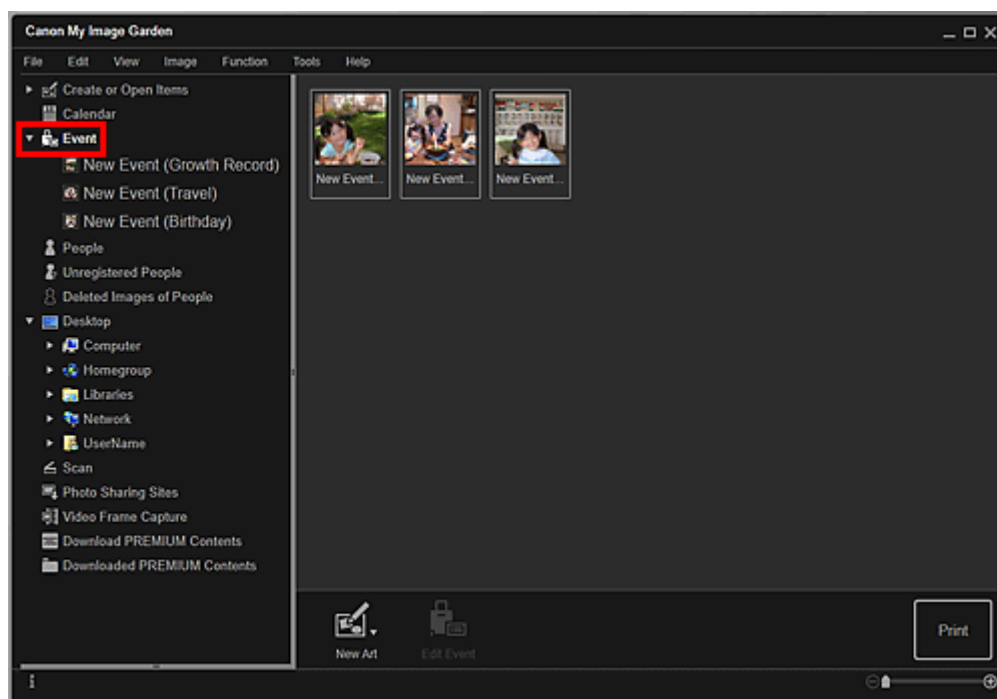 Canon My Image Garden
File Edit View Image Function Tools Help
Create or Open Items
Calendar
Event
New Event (Growth Record)
New Event (Travel)
New Event (Birthday)
People
Unregistered People
Deleted Images of People
Desktop
Computer
Homegroup
Libraries
Network
UserName
Scan
Photo Sharing Sites
Video Frame Capture
Download PREMIUM Contents
Downloaded PREMIUM Contents
New Event... New Event... New Event...
New Art Edit Event Print